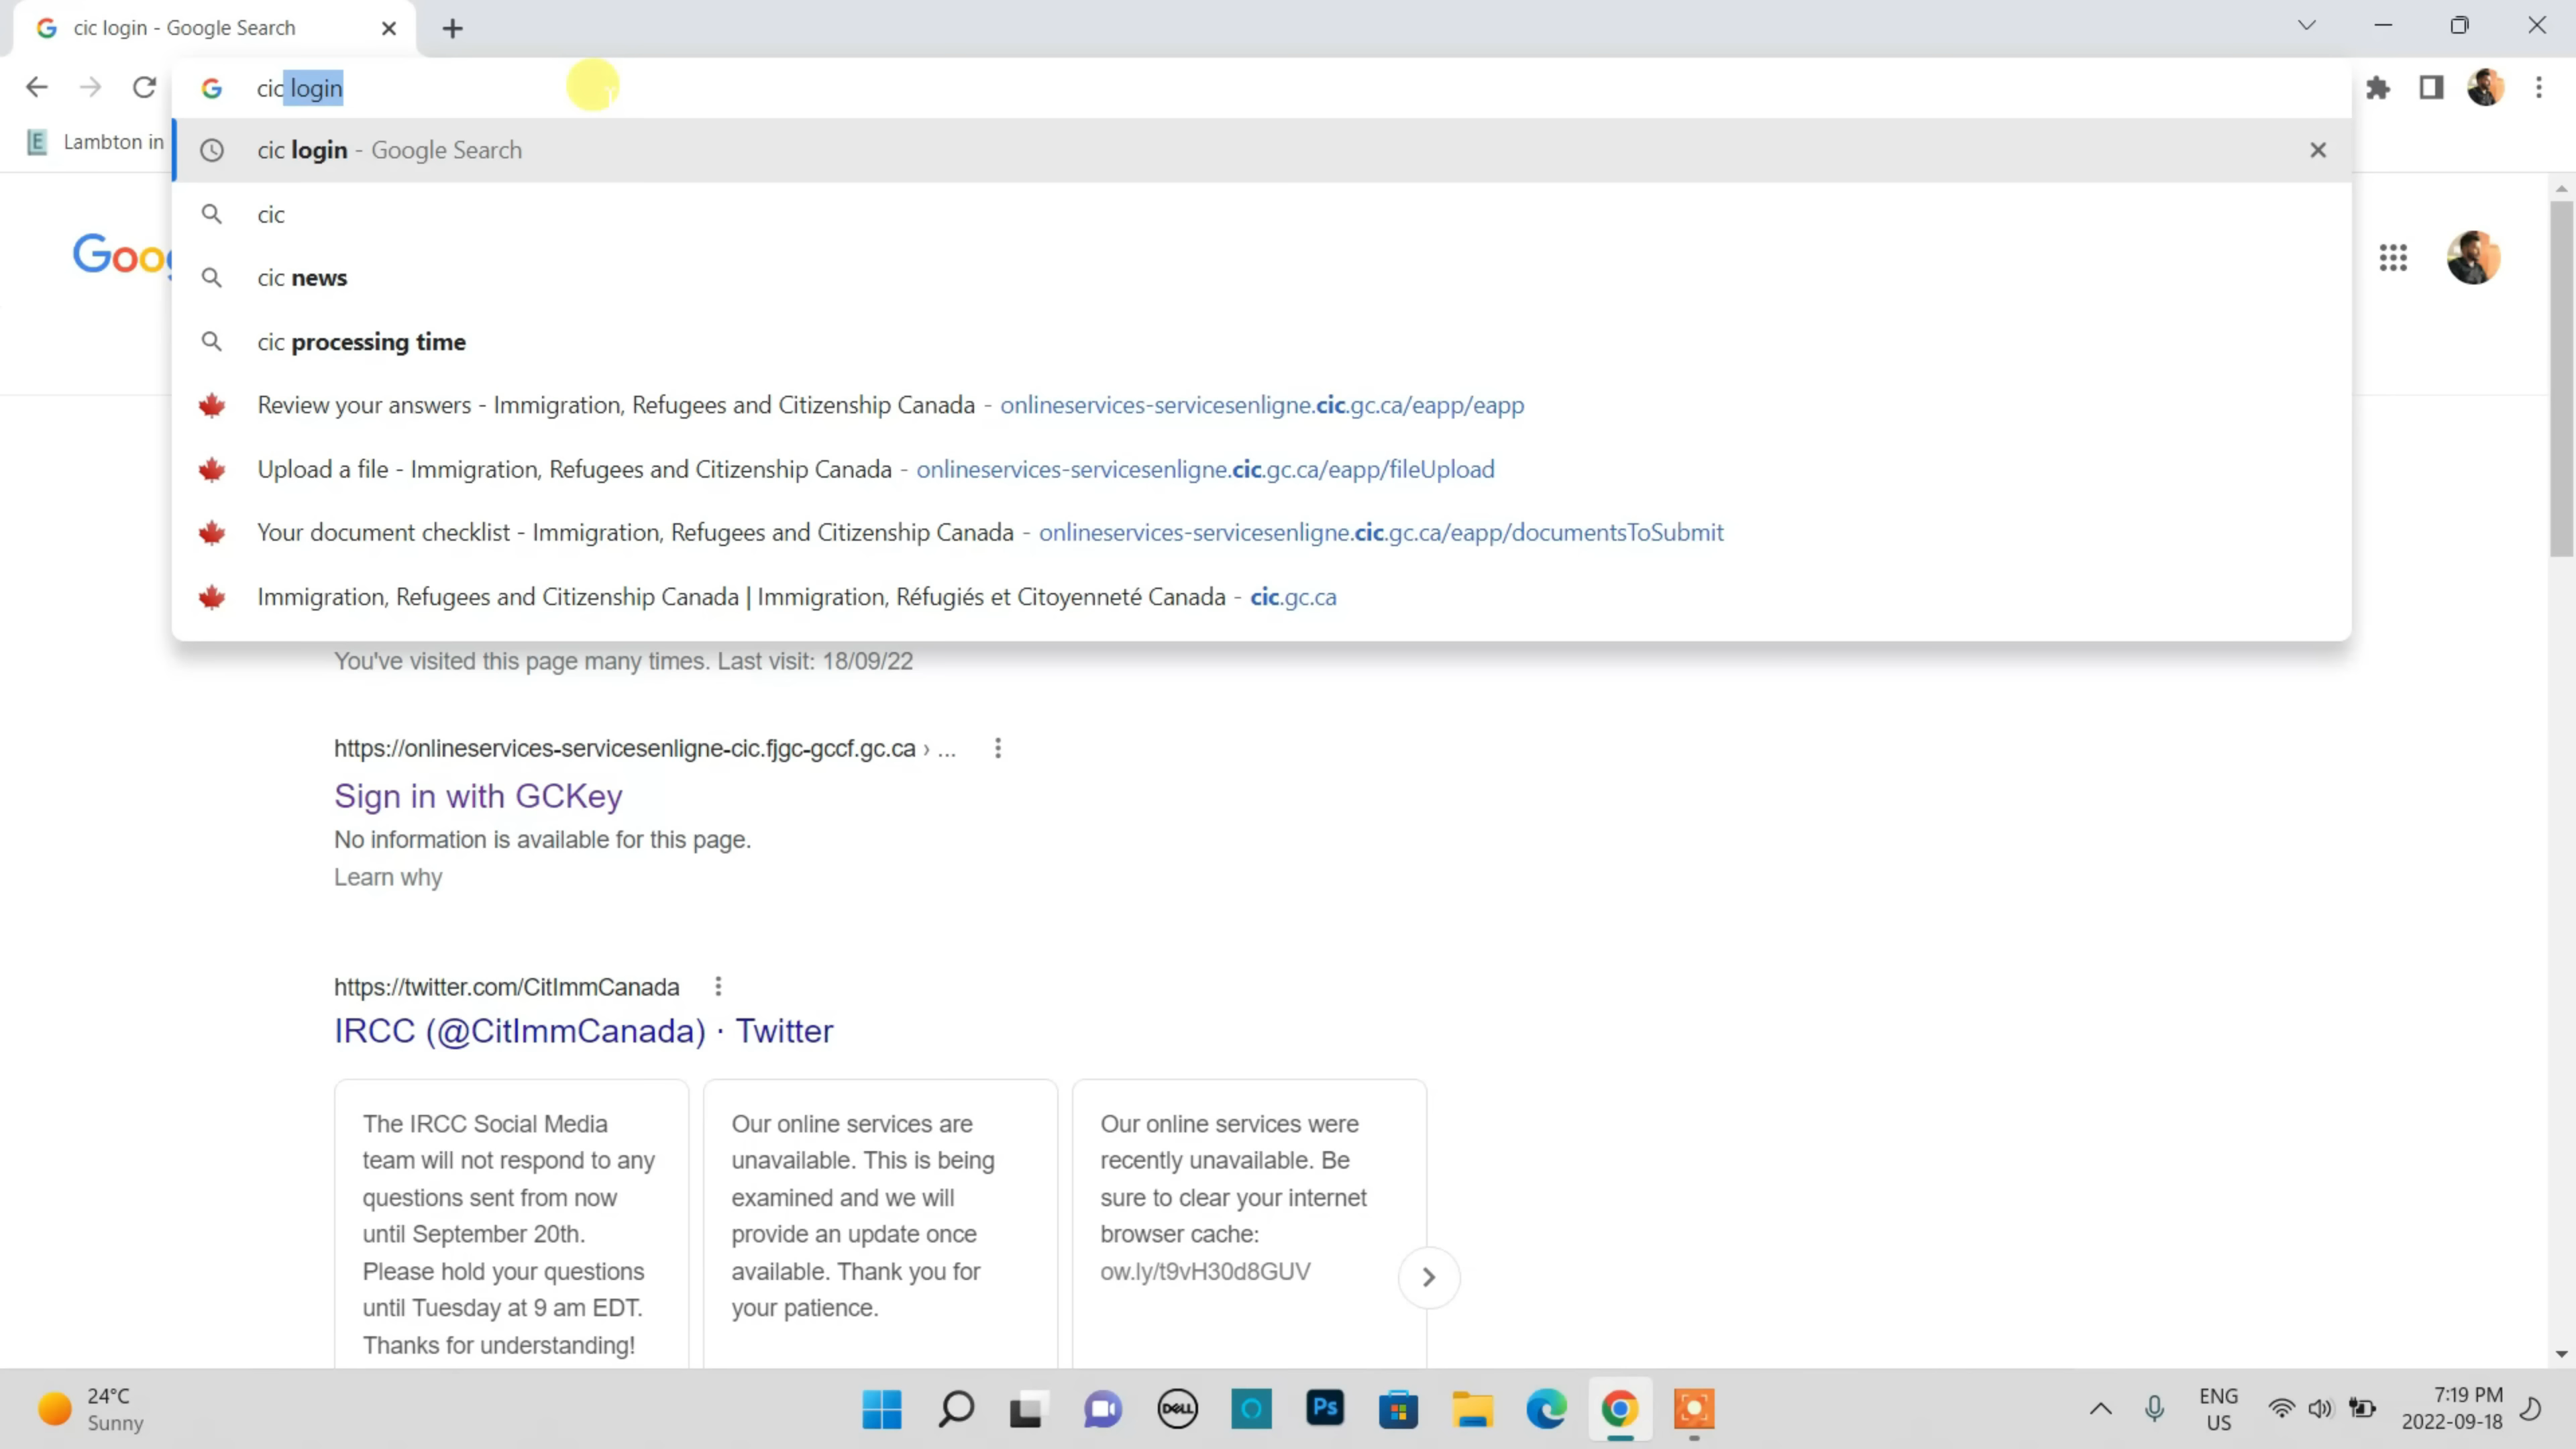 cic login - Google Search
cic login
Lambton in
cic login - Google Search
cic
cic news
cic processing time
Review your answers - Immigration, Refugees and Citizenship Canada - onlineservices-servicesenligne.cic.gc.ca/eapp/eapp
Upload a file - Immigration, Refugees and Citizenship Canada - onlineservices-servicesenligne.cic.gc.ca/eapp/fileUpload
Your document checklist - Immigration, Refugees and Citizenship Canada - onlineservices-servicesenligne.cic.gc.ca/eapp/documentsToSubmit
Immigration, Refugees and Citizenship Canada | Immigration, Réfugiés et Citoyenneté Canada - cic.gc.ca
Goog
You've visited this page many times. Last visit: 18/09/22
https://onlineservices-servicesenligne-cic.fjgc-gccf.gc.ca › ...
Sign in with GCKey
No information is available for this page.
Learn why
https://twitter.com/CitImmCanada
IRCC (@CitImmCanada) · Twitter
The IRCC Social Media
team will not respond to any
questions sent from now
until September 20th.
Please hold your questions
until Tuesday at 9 am EDT.
Thanks for understanding!
Our online services are
unavailable. This is being
examined and we will
provide an update once
available. Thank you for
your patience.
Our online services were
recently unavailable. Be
sure to clear your internet
browser cache:
ow.ly/t9vH30d8GUV
24°C
Sunny
DELL
Ps
ENG
US
7:19 PM
2022-09-18